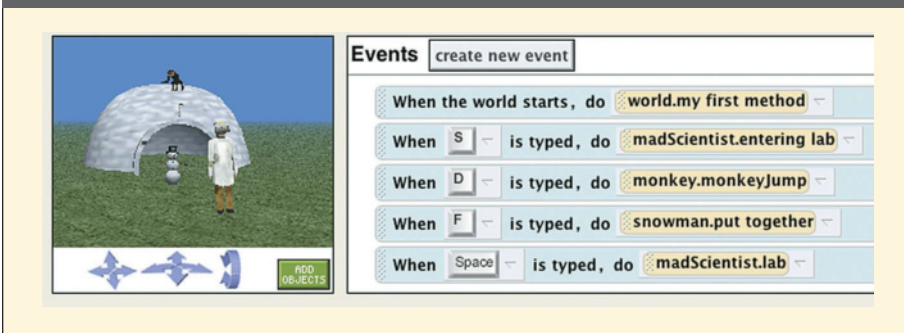 Events create new event
When the world starts, do world.my first method
When S is typed, do madScientist.entering lab
When D is typed, do monkey.monkeyJump
When F is typed, do snowman.put together
When Space is typed, do madScientist.lab
ADD
OBJECTS